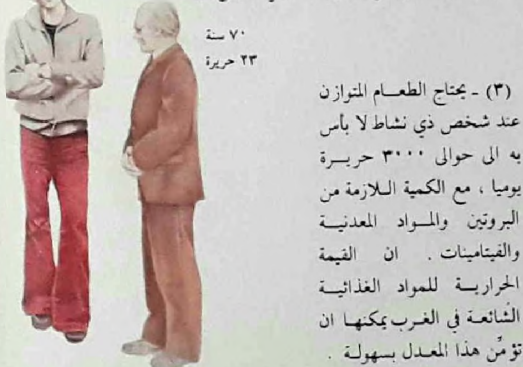 ٧٠ سنة
٢٣ حريرة
(٣) - يحتاج الطعام المتوازن
عند شخص ذي نشاط لا بأس
به الى حوالى ٣٠٠٠ حريرة
يوميا ، مع الكمية اللازمة من
البروتين والمواد المعدنية
والفيتامينات . ان القيمة
الحرارية للمواد الغذائية
الشائعة في الغرب يمكنها ان
تؤمّن هذا المعدل بسهولة .